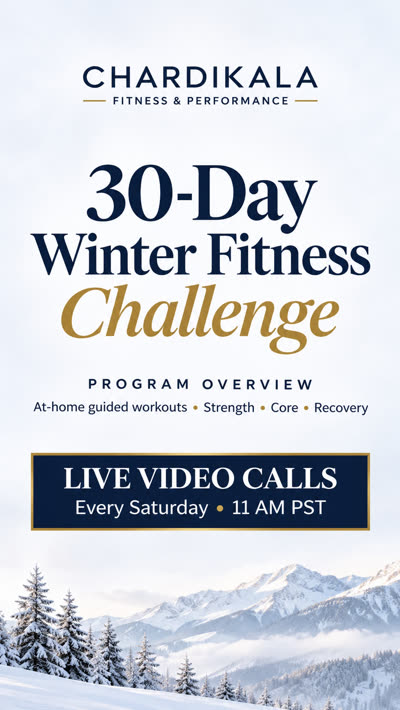 CHARDIKALA
FITNESS & PERFORMANCE
30-Day
Winter Fitness
Challenge
PROGRAM OVERVIEW
At-home guided workouts • Strength • Core • Recovery
LIVE VIDEO CALLS
Every Saturday • 11 AM PST